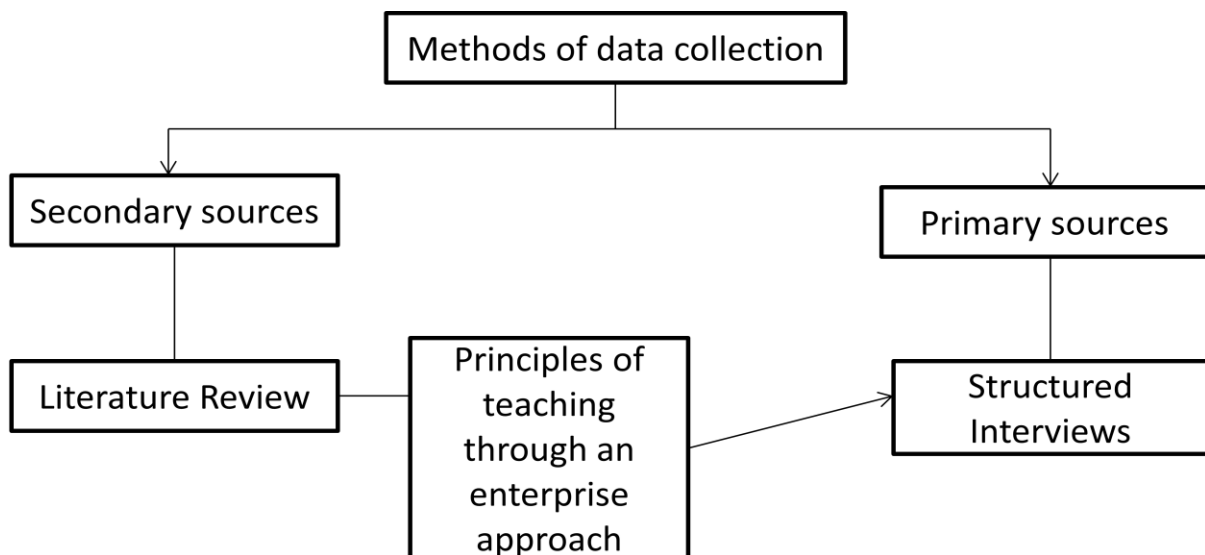 Methods of data collection
Secondary sources
Primary sources
Literature Review
Principles of
teaching
through an
enterprise
approach
Structured
Interviews